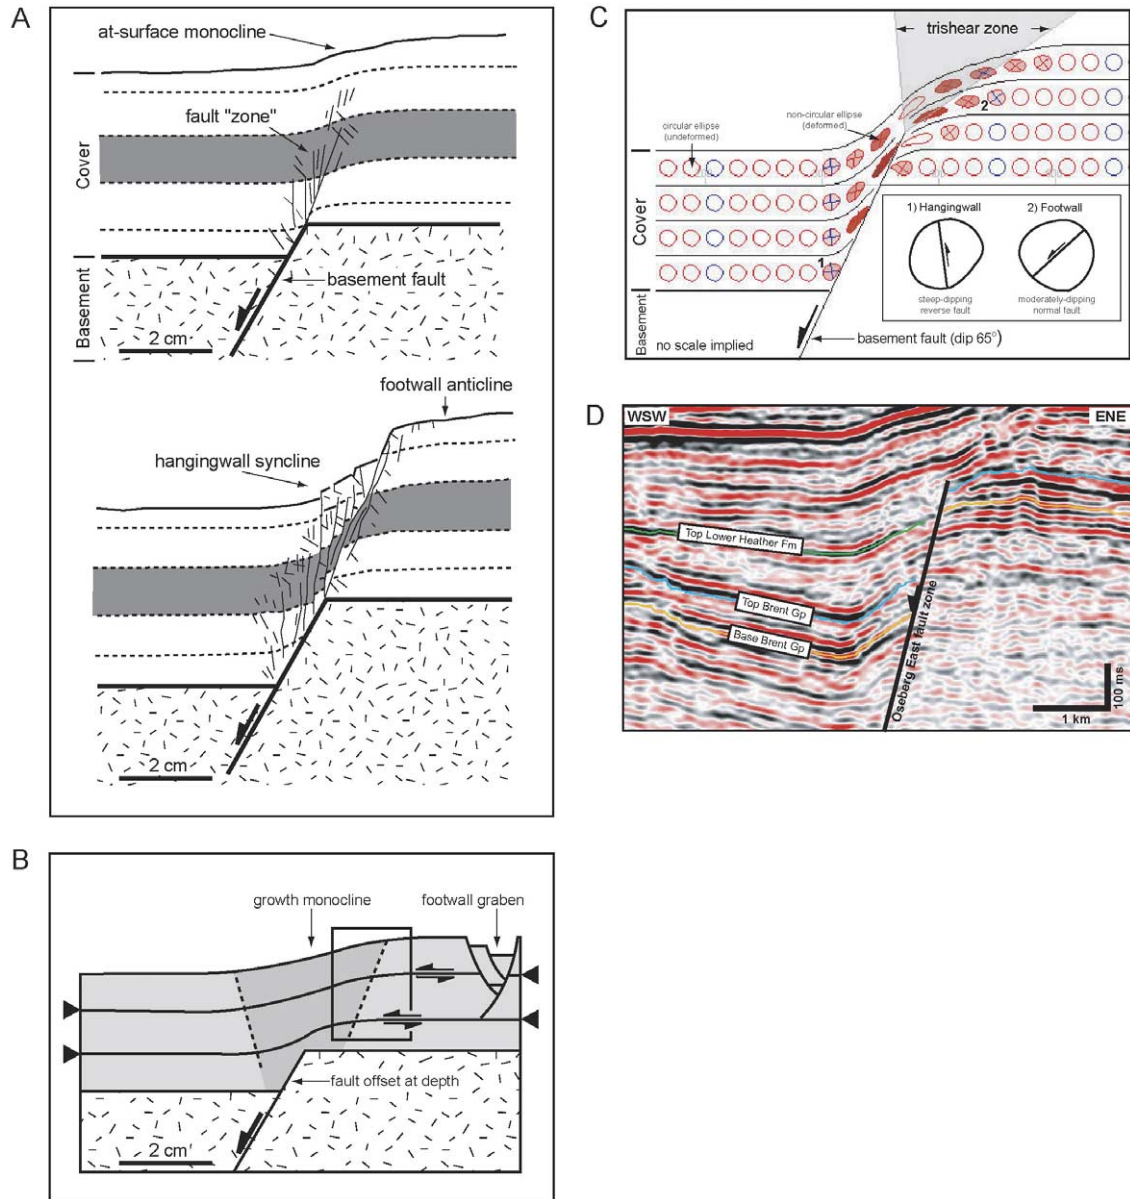 A
at-surface monocline
fault "zone"
Cover
Basement
basement fault
2 cm
footwall anticline
hangingwall syncline
2 cm
B
growth monocline
footwall graben
fault offset at depth
2 cm
C
trishear zone
non-circular ellipse
(deformed)
circular ellipse
(undeformed)
2
Cover
1
1) Hangingwall
2) Footwall
steep-dipping
reverse fault
moderately-dipping
normal fault
Basement
no scale implied
basement fault (dip 65°)
D
WSW
ENE
Top Lower Heather Fm
Top Brent Gp
Base Brent Gp
Oseberg East fault zone
100 ms
1 km